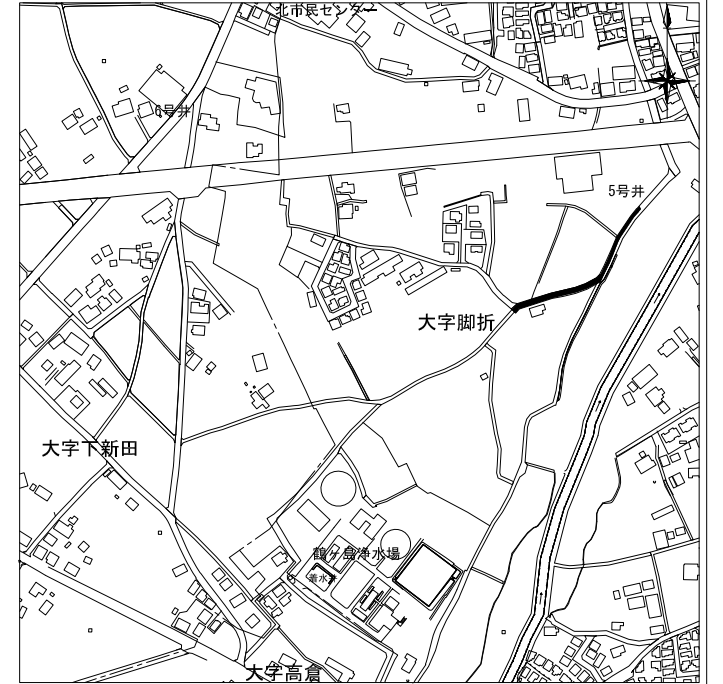 北市民センター
6号井
5号井
大字脚折
大字下新田
鶴ヶ島浄水場
着水井
大字高倉